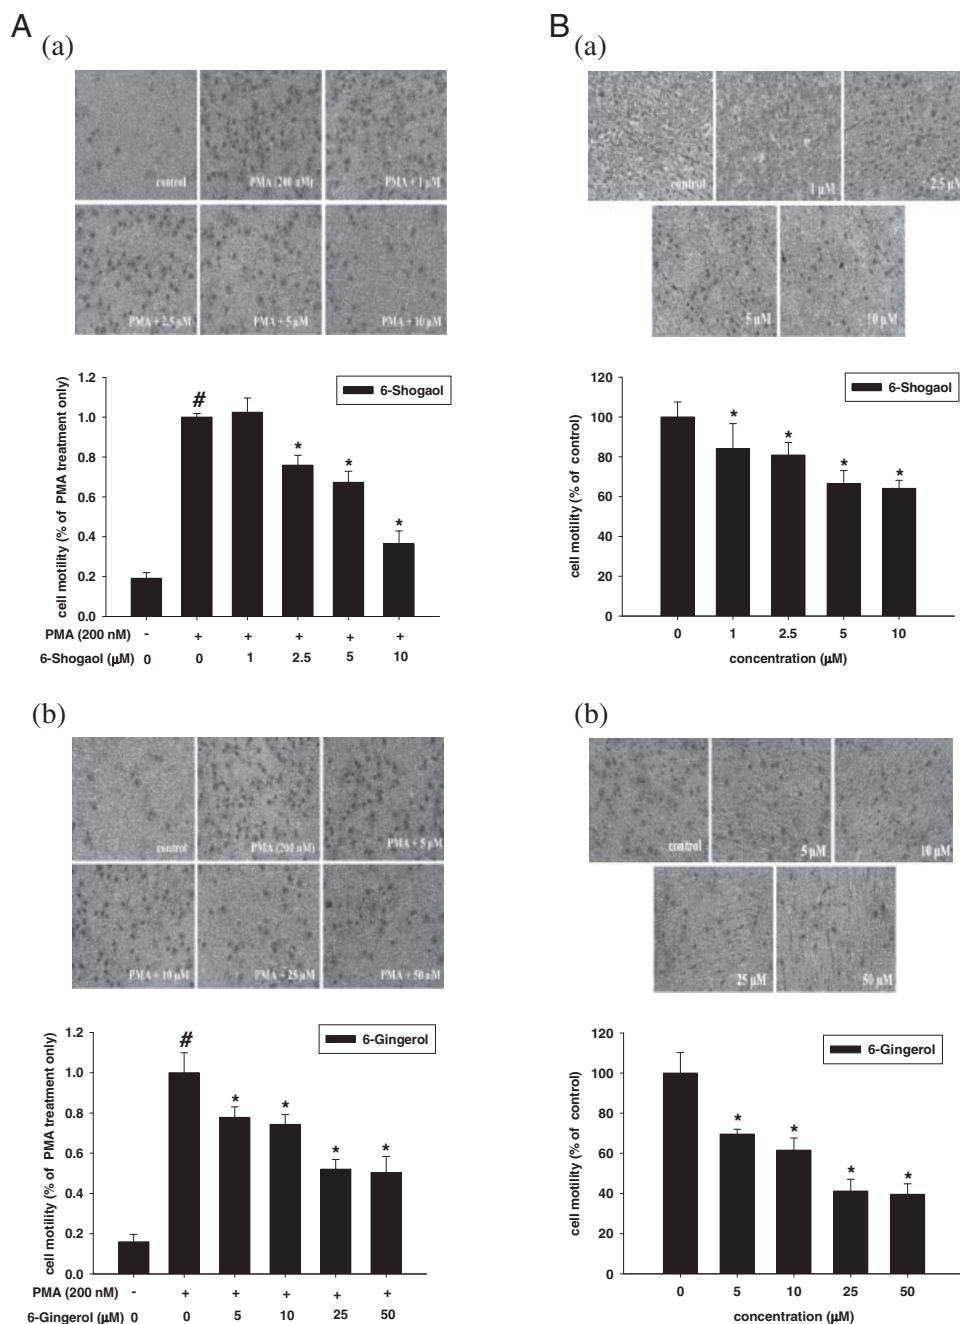 A
(a)
control
PMA (200 nM)
PMA + 1 µM
PMA + 2.5 µM
PMA + 5 µM
PMA + 10 µM
6-Shogaol
cell motility (% of PMA treatment only)
1.2
1.0
0.8
0.6
0.4
0.2
0.0
#
*
*
*
PMA (200 nM) - + + + + +
6-Shogaol (µM) 0 0 1 2.5 5 10
(b)
control
PMA (200 nM)
PMA + 5 µM
PMA + 10 µM
PMA + 25 µM
PMA + 50 µM
6-Gingerol
cell motility (% of PMA treatment only)
1.2
1.0
0.8
0.6
0.4
0.2
0.0
#
*
*
*
*
PMA (200 nM) - + + + + +
6-Gingerol (µM) 0 0 5 10 25 50
B
(a)
control
1 µM
2.5 µM
5 µM
10 µM
6-Shogaol
cell motility (% of control)
120
100
80
60
40
20
0
*
*
*
*
0 1 2.5 5 10
concentration (µM)
(b)
control
5 µM
10 µM
25 µM
50 µM
6-Gingerol
cell motility (% of control)
120
100
80
60
40
20
0
*
*
*
*
0 5 10 25 50
concentration (µM)